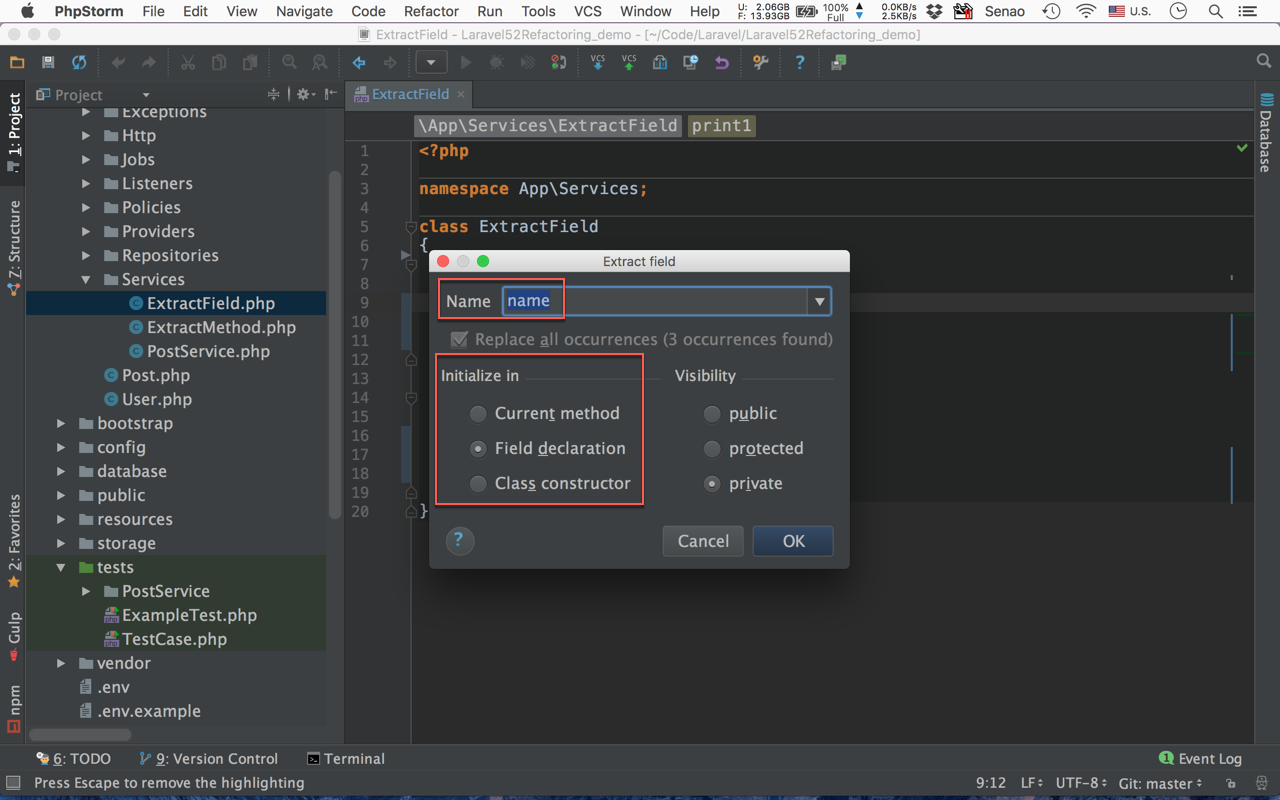 PhpStorm File Edit View Navigate Code Refactor Run Tools VCS Window Help U: 2.06GB F: 13.93GB 100% Full 0.0KB/s 2.5KB/s Senao U.S.
ExtractField - Laravel52Refactoring_demo - [~/Code/Laravel/Laravel52Refactoring_demo]
VCS VCS ?
Project
ExtractField
\App\Services\ExtractField print1
1: Project
7: Structure
2: Favorites
Gulp
npm
Database
Exceptions
Http
Jobs
Listeners
Policies
Providers
Repositories
Services
ExtractField.php
ExtractMethod.php
PostService.php
Post.php
User.php
bootstrap
config
database
public
resources
storage
tests
PostService
ExampleTest.php
TestCase.php
vendor
.env
.env.example
1 <?php
2
3 namespace App\Services;
4
5 class ExtractField
6 {
7
8
9
10
11
12
13
14
15
16
17
18
19
20 }
Extract field
Name name
Replace all occurrences (3 occurrences found)
Initialize in
Current method
Field declaration
Class constructor
Visibility
public
protected
private
? Cancel OK
6: TODO 9: Version Control Terminal 1 Event Log
Press Escape to remove the highlighting 9:12 LF UTF-8 Git: master